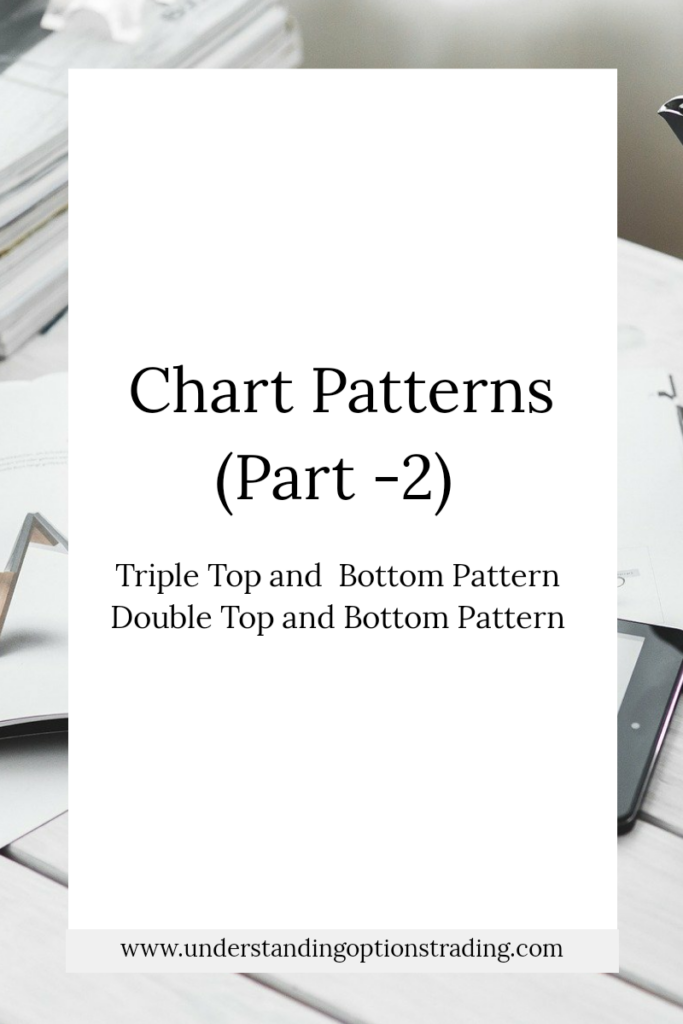 Chart Patterns
(Part -2)
Triple Top and  Bottom Pattern
Double Top and Bottom Pattern
www.understandingoptionstrading.com